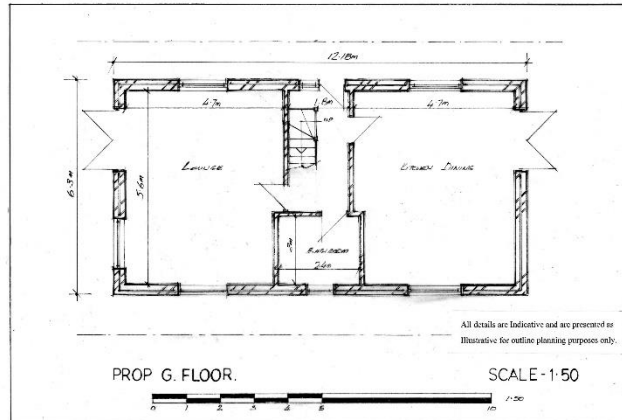 12.18m
4.7m
1.8m
4.7m
UP
LOUNGE
KITCHEN DINING
6.3m
5.6m
2.4m
All details are Indicative and are presented as
Illustrative for outline planning purposes only.
PROP G. FLOOR.
SCALE - 1:50
0 1 2 3 4 5 10
1:50